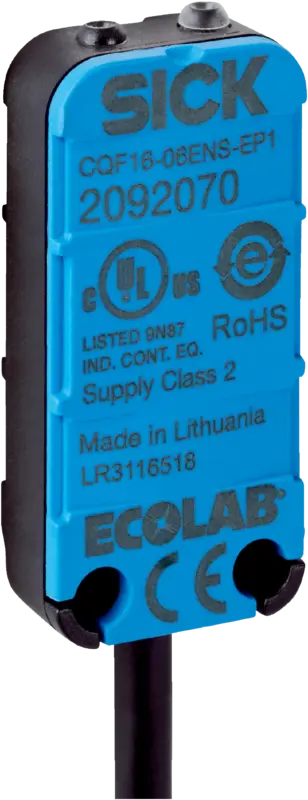 SICK
CQF16-06ENS-EP1
2092070
C UL US e
LISTED 9N87 RoHS
IND. CONT. EQ.
Supply Class 2
Made in Lithuania
LR3116518
ECOLAB®
CE